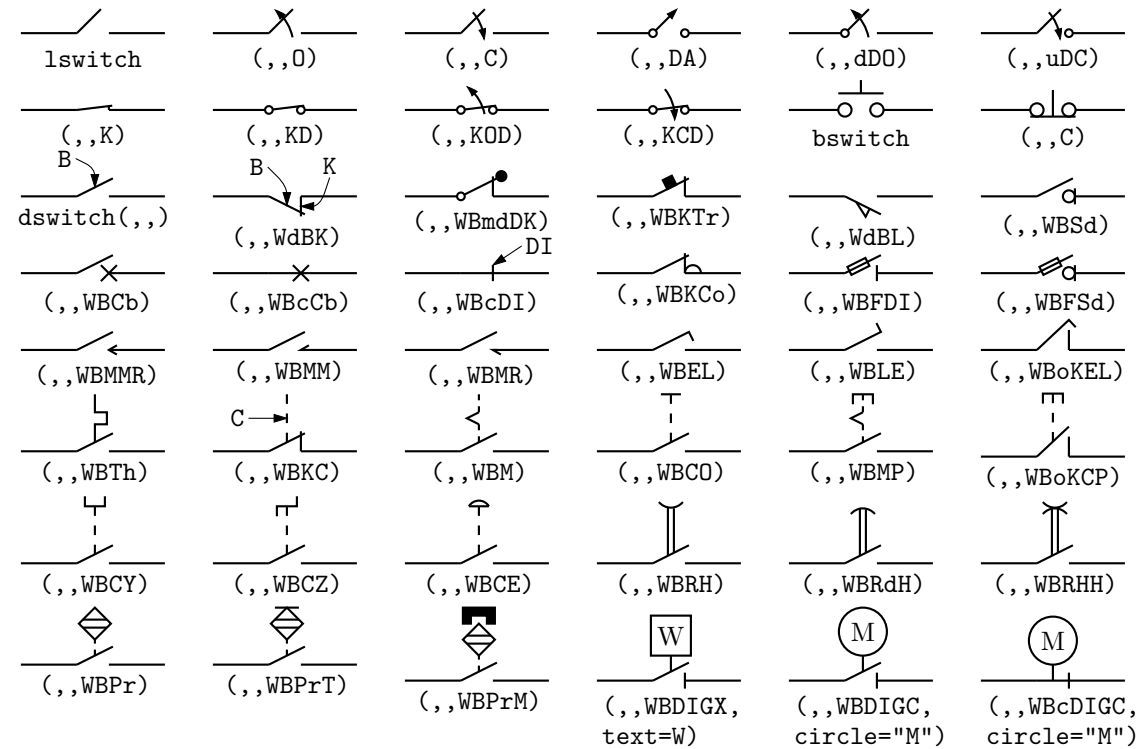 lswitch
(,,O)
(,,C)
(,,DA)
(,,dDO)
(,,uDC)
(,,K)
(,,KD)
(,,KOD)
(,,KCD)
bswitch
(,,C)
B
dswitch(,,)
B
K
(,,WdBK)
(,,WBmdDK)
(,,WBKTr)
(,,WdBL)
(,,WBSd)
(,,WBCb)
(,,WBcCb)
DI
(,,WBcDI)
(,,WBKCo)
(,,WBFDI)
(,,WBFSd)
(,,WBMMR)
(,,WBMM)
(,,WBMR)
(,,WBEL)
(,,WBLE)
(,,WBoKEL)
(,,WBTh)
C
(,,WBKC)
(,,WBM)
(,,WBCO)
(,,WBMP)
(,,WBoKCP)
(,,WBCY)
(,,WBCZ)
(,,WBCE)
(,,WBRH)
(,,WBRdH)
(,,WBRHH)
(,,WBPr)
(,,WBPrT)
(,,WBPrM)
W
(,,WBDIGX,
text=W)
M
(,,WBDIGC,
circle="M")
M
(,,WBcDIGC,
circle="M")